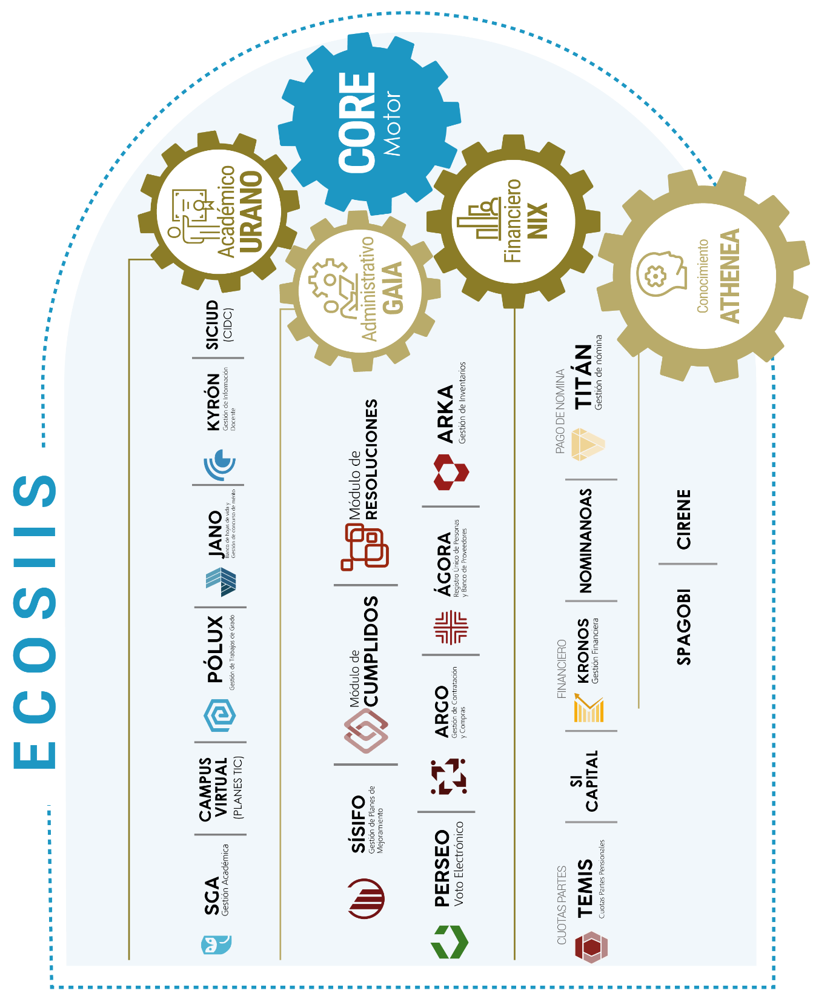 ECOSIIS
CORE
Motor
Académico
URANO
SGA
Gestión Académica
CAMPUS
VIRTUAL
(PLANES TIC)
PÓLUX
Gestión de Trabajos de Grado
JANO
Banco de hojas de vida y
Gestión de concurso de mérito
KYRÓN
Gestión de Información
Docente
SICIUD
(CIDC)
Administrativo
GAIA
SÍSIFO
Gestión de Planes de
Mejoramiento
Módulo de
CUMPLIDOS
Módulo de
RESOLUCIONES
PERSEO
Voto Electrónico
ARGO
Gestión de Contratación
y Compras
ÁGORA
Registro Único de Personas
y Banco de Proveedores
ARKA
Gestión de Inventarios
Financiero
NIX
CUOTAS PARTES
TEMIS
Cuotas Partes Pensionales
SI
CAPITAL
FINANCIERO
KRONOS
Gestión Financiera
NOMINANOAS
PAGO DE NOMINA
TITÁN
Gestión de nómina
Conocimiento
ATHENEA
SPAGOBI
CIRENE